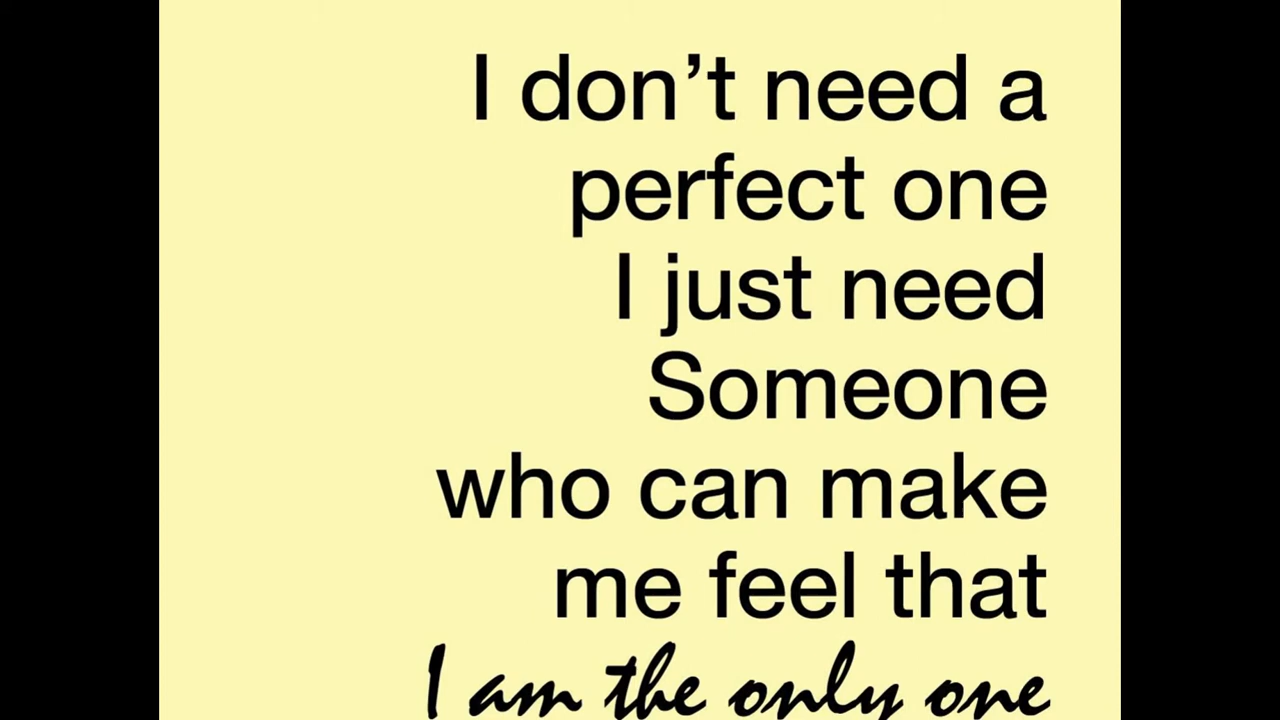 I don’t need a
perfect one
I just need
Someone
who can make
me feel that
I am the only one